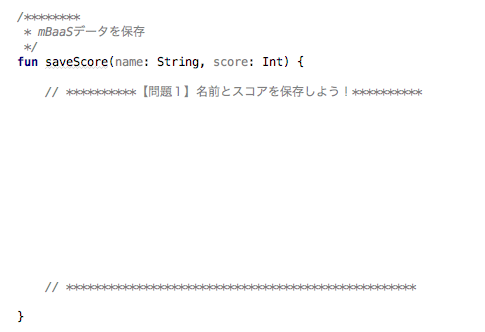 /********
 * mBaaSデータを保存
 */
fun saveScore(name: String, score: Int) {
    // **********【問題１】名前とスコアを保存しよう！**********
    // **************************************************
}